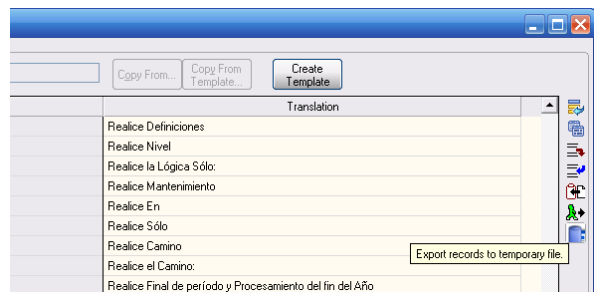 Copy From...
Copy From
Template...
Create
Template
Translation
Realice Definiciones
Realice Nivel
Realice la Lógica Sólo:
Realice Mantenimiento
Realice En
Realice Sólo
Realice Camino
Export records to temporary file.
Realice el Camino:
Realice Final de período y Procesamiento del fin del Año